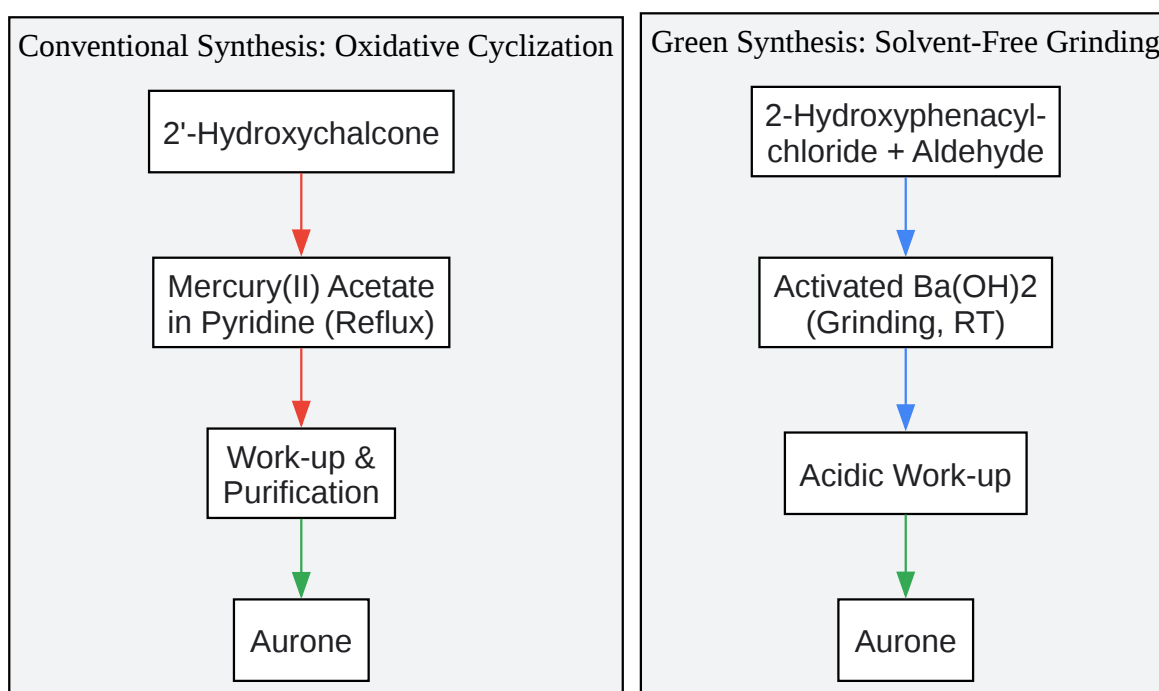 Conventional Synthesis: Oxidative Cyclization
2'-Hydroxychalcone
Mercury(II) Acetate
in Pyridine (Reflux)
Work-up &
Purification
Aurone
Green Synthesis: Solvent-Free Grinding
2-Hydroxyphenacyl-
chloride + Aldehyde
Activated Ba(OH)2
(Grinding, RT)
Acidic Work-up
Aurone